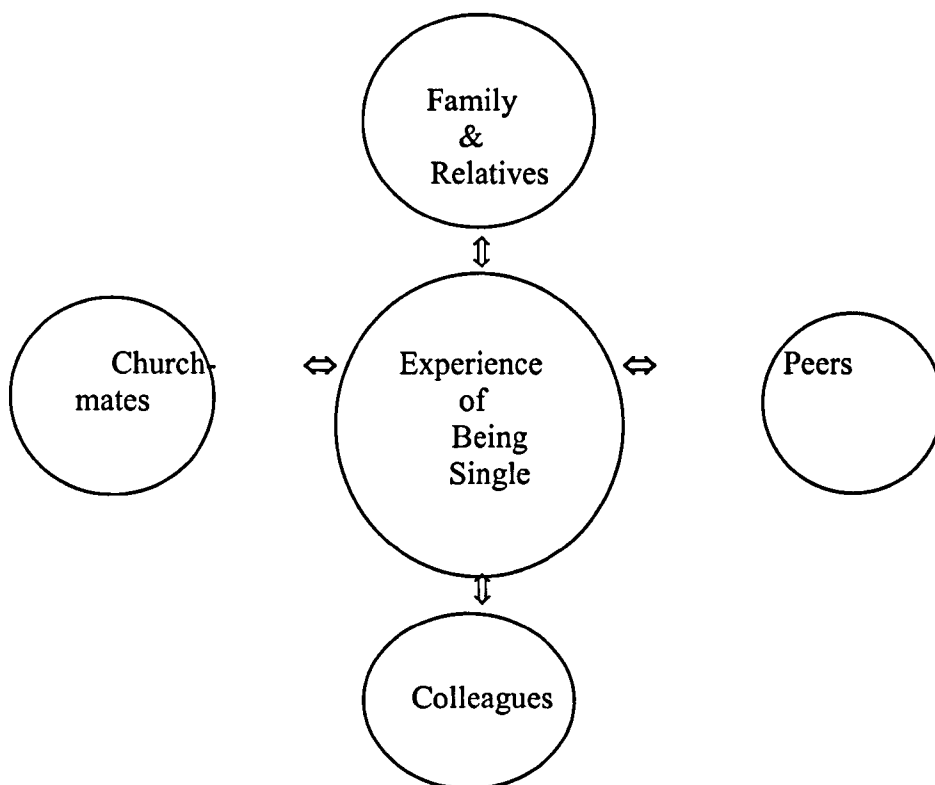 Family
&
Relatives
Church-
mates
Experience
of
Being
Single
Peers
Colleagues